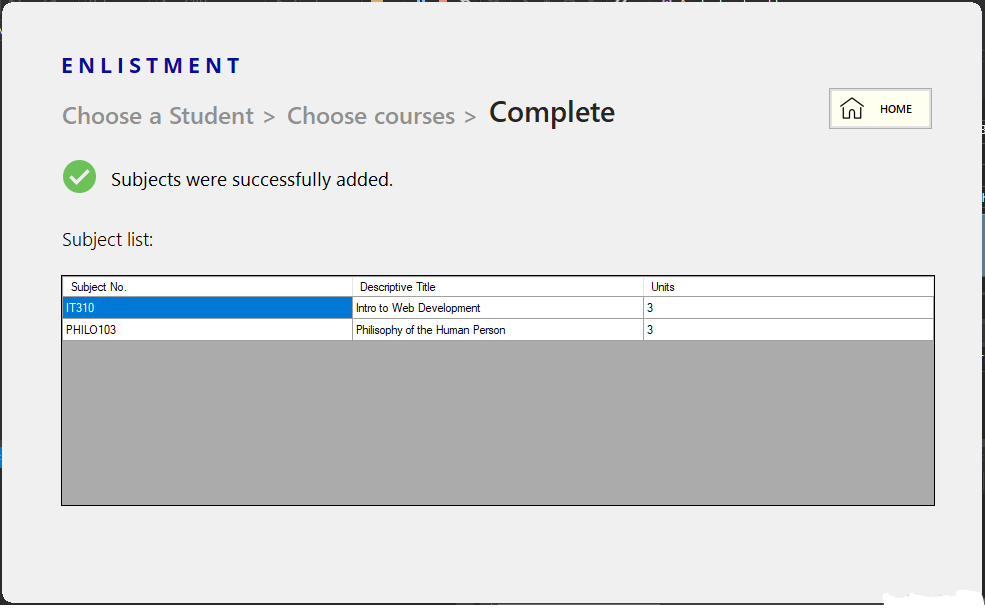 ENLISTMENT
Choose a Student > Choose courses > Complete
HOME
Subjects were successfully added.
Subject list:
Subject No. Descriptive Title Units
IT310 Intro to Web Development 3
PHILO103 Philisophy of the Human Person 3